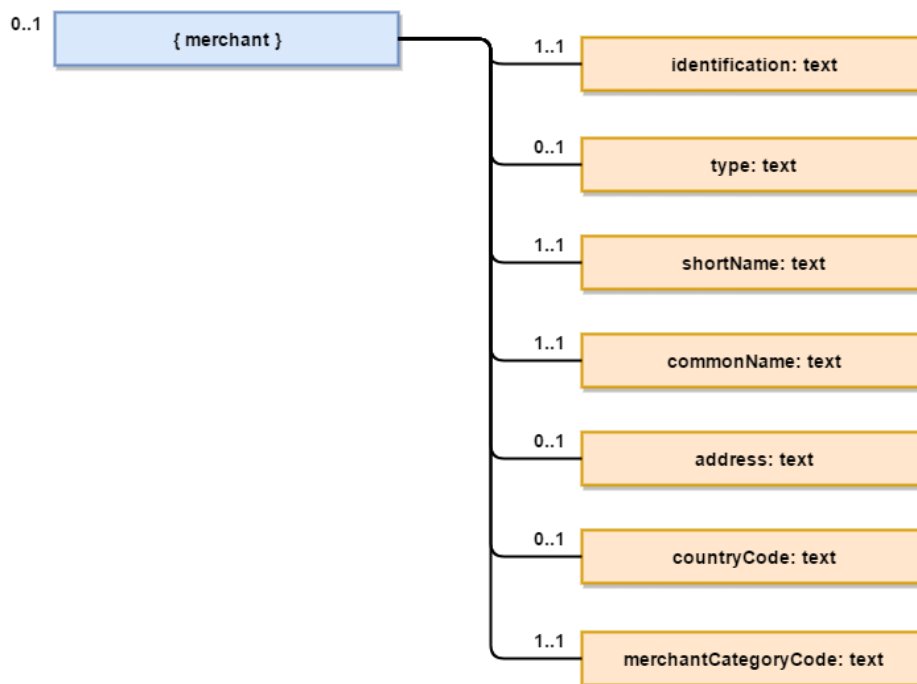 0..1
{ merchant }
1..1
identification: text
0..1
type: text
1..1
shortName: text
1..1
commonName: text
0..1
address: text
0..1
countryCode: text
1..1
merchantCategoryCode: text